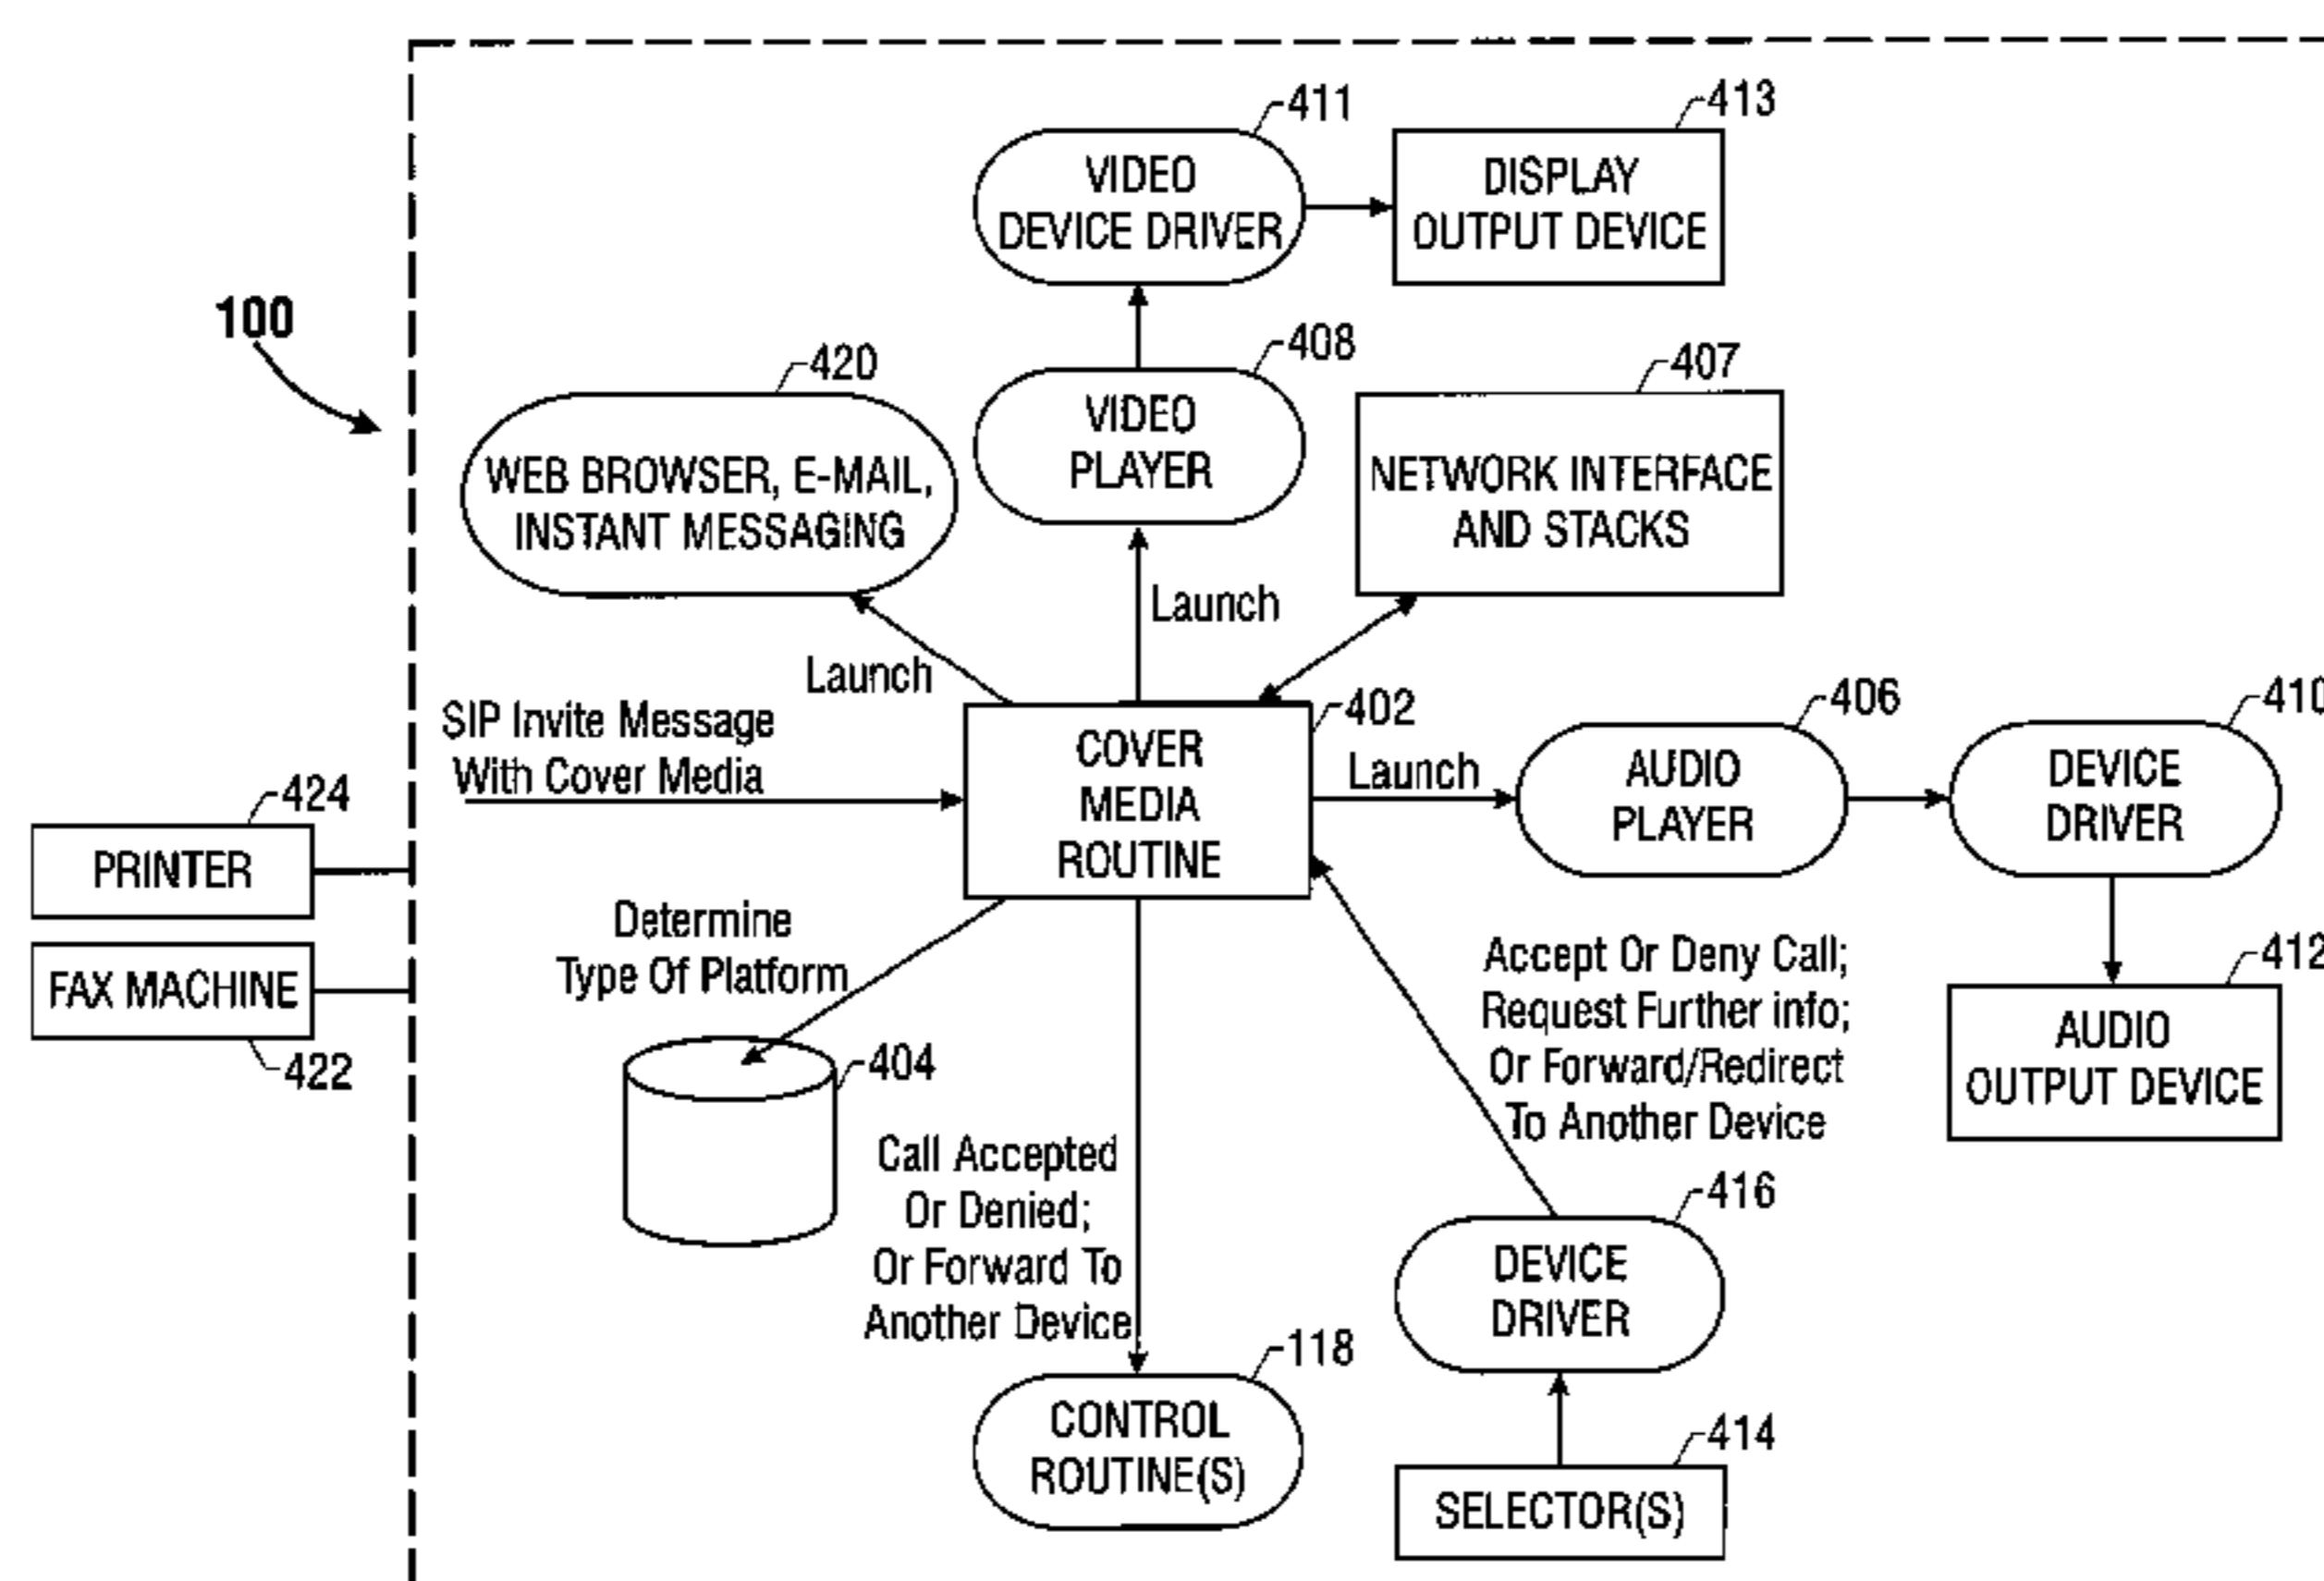 411
413
VIDEO
DEVICE DRIVER
DISPLAY
OUTPUT DEVICE
100
420
408
407
WEB BROWSER, E-MAIL,
INSTANT MESSAGING
VIDEO
PLAYER
NETWORK INTERFACE
AND STACKS
Launch
Launch
SIP Invite Message
With Cover Media
402
COVER
MEDIA
ROUTINE
Launch
406
AUDIO
PLAYER
410
DEVICE
DRIVER
424
PRINTER
FAX MACHINE
422
Determine
Type Of Platform
404
Accept Or Deny Call;
Request Further info;
Or Forward/Redirect
To Another Device
412
AUDIO
OUTPUT DEVICE
Call Accepted
Or Denied;
Or Forward To
Another Device
416
DEVICE
DRIVER
118
CONTROL
ROUTINE(S)
414
SELECTOR(S)